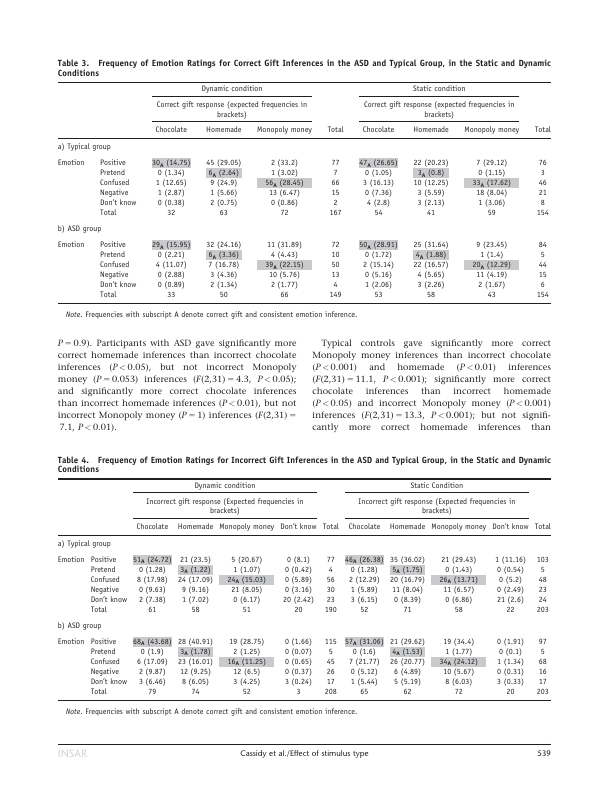 Table 3. Frequency of Emotion Ratings for Correct Gift Inferences in the ASD and Typical Group, in the Static and Dynamic
Conditions
Dynamic condition Static condition
Correct gift response (expected frequencies in
brackets) Correct gift response (expected frequencies in
brackets)
Chocolate Homemade Monopoly money Total Chocolate Homemade Monopoly money Total
a) Typical group
Emotion Positive 30A (14.75) 45 (29.05) 2 (33.2) 77 47A (26.65) 22 (20.23) 7 (29.12) 76
Pretend 0 (1.34) 6A (2.64) 1 (3.02) 7 0 (1.05) 3A (0.8) 0 (1.15) 3
Confused 1 (12.65) 9 (24.9) 56A (28.45) 66 3 (16.13) 10 (12.25) 33A (17.62) 46
Negative 1 (2.87) 1 (5.66) 13 (6.47) 15 0 (7.36) 3 (5.59) 18 (8.04) 21
Don't know 0 (0.38) 2 (0.75) 0 (0.86) 2 4 (2.8) 3 (2.13) 1 (3.06) 8
Total 32 63 72 167 54 41 59 154
b) ASD group
Emotion Positive 29A (15.95) 32 (24.16) 11 (31.89) 72 50A (28.91) 25 (31.64) 9 (23.45) 84
Pretend 0 (2.21) 6A (3.36) 4 (4.43) 10 0 (1.72) 4A (1.88) 1 (1.4) 5
Confused 4 (11.07) 7 (16.78) 39A (22.15) 50 2 (15.14) 22 (16.57) 20A (12.29) 44
Negative 0 (2.88) 3 (4.36) 10 (5.76) 13 0 (5.16) 4 (5.65) 11 (4.19) 15
Don't know 0 (0.89) 2 (1.34) 2 (1.77) 4 1 (2.06) 3 (2.26) 2 (1.67) 6
Total 33 50 66 149 53 58 43 154
Note. Frequencies with subscript A denote correct gift and consistent emotion inference.
P = 0.9). Participants with ASD gave significantly more
correct homemade inferences than incorrect chocolate
inferences (P < 0.05), but not incorrect Monopoly
money (P = 0.053) inferences (F(2,31) = 4.3, P < 0.05);
and significantly more correct chocolate inferences
than incorrect homemade inferences (P < 0.01), but not
incorrect Monopoly money (P = 1) inferences (F(2,31) =
7.1, P < 0.01).
Typical controls gave significantly more correct
Monopoly money inferences than incorrect chocolate
(P < 0.001) and homemade (P < 0.01) inferences
(F(2,31) = 11.1, P < 0.001); significantly more correct
chocolate inferences than incorrect homemade
(P < 0.05) and incorrect Monopoly money (P < 0.001)
inferences (F(2,31) = 13.3, P < 0.001); but not signifi-
cantly more correct homemade inferences than
Table 4. Frequency of Emotion Ratings for Incorrect Gift Inferences in the ASD and Typical Group, in the Static and Dynamic
Conditions
Dynamic condition Static Condition
Incorrect gift response (Expected frequencies in
brackets) Incorrect gift response (Expected frequencies in
brackets)
Chocolate Homemade Monopoly money Don't know Total Chocolate Homemade Monopoly money Don't know Total
a) Typical group
Emotion Positive 51A (24.72) 21 (23.5) 5 (20.67) 0 (8.1) 77 46A (26.38) 35 (36.02) 21 (29.43) 1 (11.16) 103
Pretend 0 (1.28) 3A (1.22) 1 (1.07) 0 (0.42) 4 0 (1.28) 5A (1.75) 0 (1.43) 0 (0.54) 5
Confused 8 (17.98) 24 (17.09) 24A (15.03) 0 (5.89) 56 2 (12.29) 20 (16.79) 26A (13.71) 0 (5.2) 48
Negative 0 (9.63) 9 (9.16) 21 (8.05) 0 (3.16) 30 1 (5.89) 11 (8.04) 11 (6.57) 0 (2.49) 23
Don't know 2 (7.38) 1 (7.02) 0 (6.17) 20 (2.42) 23 3 (6.15) 0 (8.39) 0 (6.86) 21 (2.6) 24
Total 61 58 51 20 190 52 71 58 22 203
b) ASD group
Emotion Positive 68A (43.68) 28 (40.91) 19 (28.75) 0 (1.66) 115 57A (31.06) 21 (29.62) 19 (34.4) 0 (1.91) 97
Pretend 0 (1.9) 3A (1.78) 2 (1.25) 0 (0.07) 5 0 (1.6) 4A (1.53) 1 (1.77) 0 (0.1) 5
Confused 6 (17.09) 23 (16.01) 16A (11.25) 0 (0.65) 45 7 (21.77) 26 (20.77) 34A (24.12) 1 (1.34) 68
Negative 2 (9.87) 12 (9.25) 12 (6.5) 0 (0.37) 26 0 (5.12) 6 (4.89) 10 (5.67) 0 (0.31) 16
Don't know 3 (6.46) 8 (6.05) 3 (4.25) 3 (0.24) 17 1 (5.44) 5 (5.19) 8 (6.03) 3 (0.33) 17
Total 79 74 52 3 208 65 62 72 20 203
Note. Frequencies with subscript A denote correct gift and consistent emotion inference.
INSAR Cassidy et al./Effect of stimulus type 539